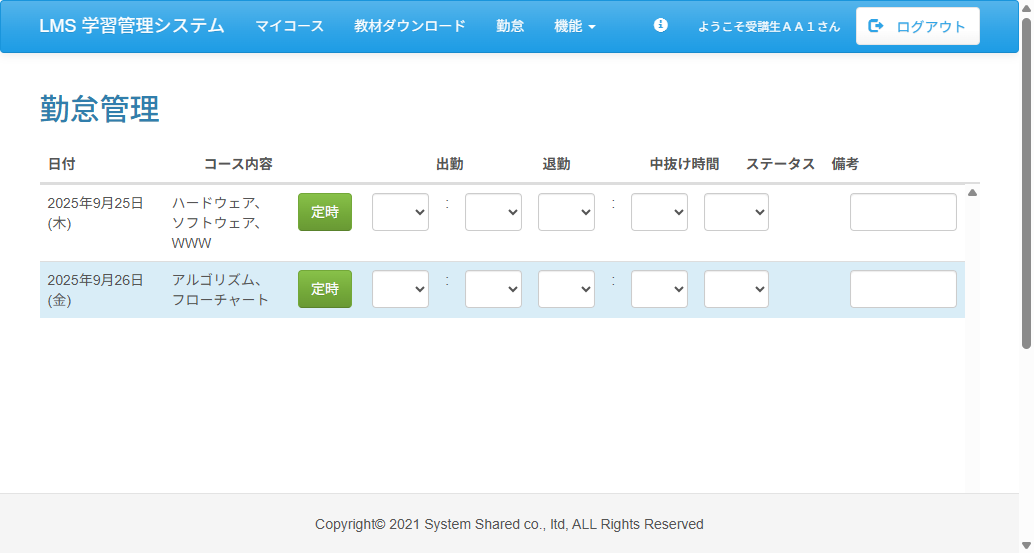 LMS 学習管理システム マイコース 教材ダウンロード 勤怠 機能 ようこそ受講生ＡＡ１さん ログアウト
勤怠管理
日付 コース内容 出勤 退勤 中抜け時間 ステータス 備考
2025年9月25日 ハードウェア、 定時 : :
(木) ソフトウェア、
WWW
2025年9月26日 アルゴリズム、 定時 : :
(金) フローチャート
Copyright© 2021 System Shared co., ltd, ALL Rights Reserved